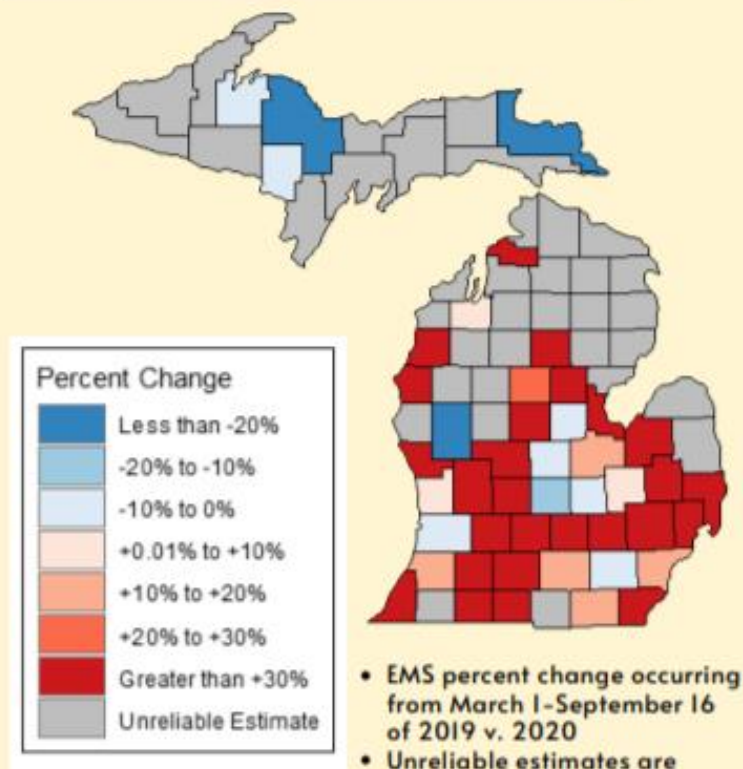 Percent Change
Less than -20%
-20% to -10%
-10% to 0%
+0.01% to +10%
+10% to +20%
+20% to +30%
Greater than +30%
Unreliable Estimate
• EMS percent change occurring
from March 1-September 16
of 2019 v. 2020
• Unreliable estimates are